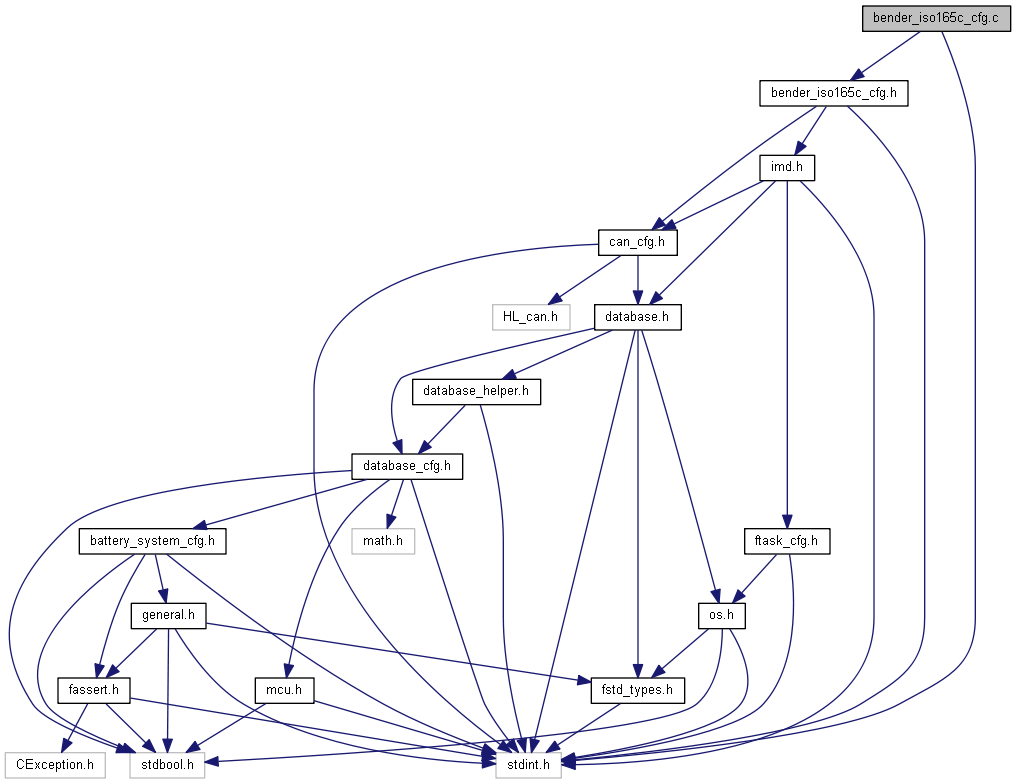 bender_iso165c_cfg.c
bender_iso165c_cfg.h
imd.h
can_cfg.h
HL_can.h
database.h
database_helper.h
database_cfg.h
battery_system_cfg.h
math.h
ftask_cfg.h
general.h
os.h
fassert.h
mcu.h
fstd_types.h
CException.h
stdbool.h
stdint.h